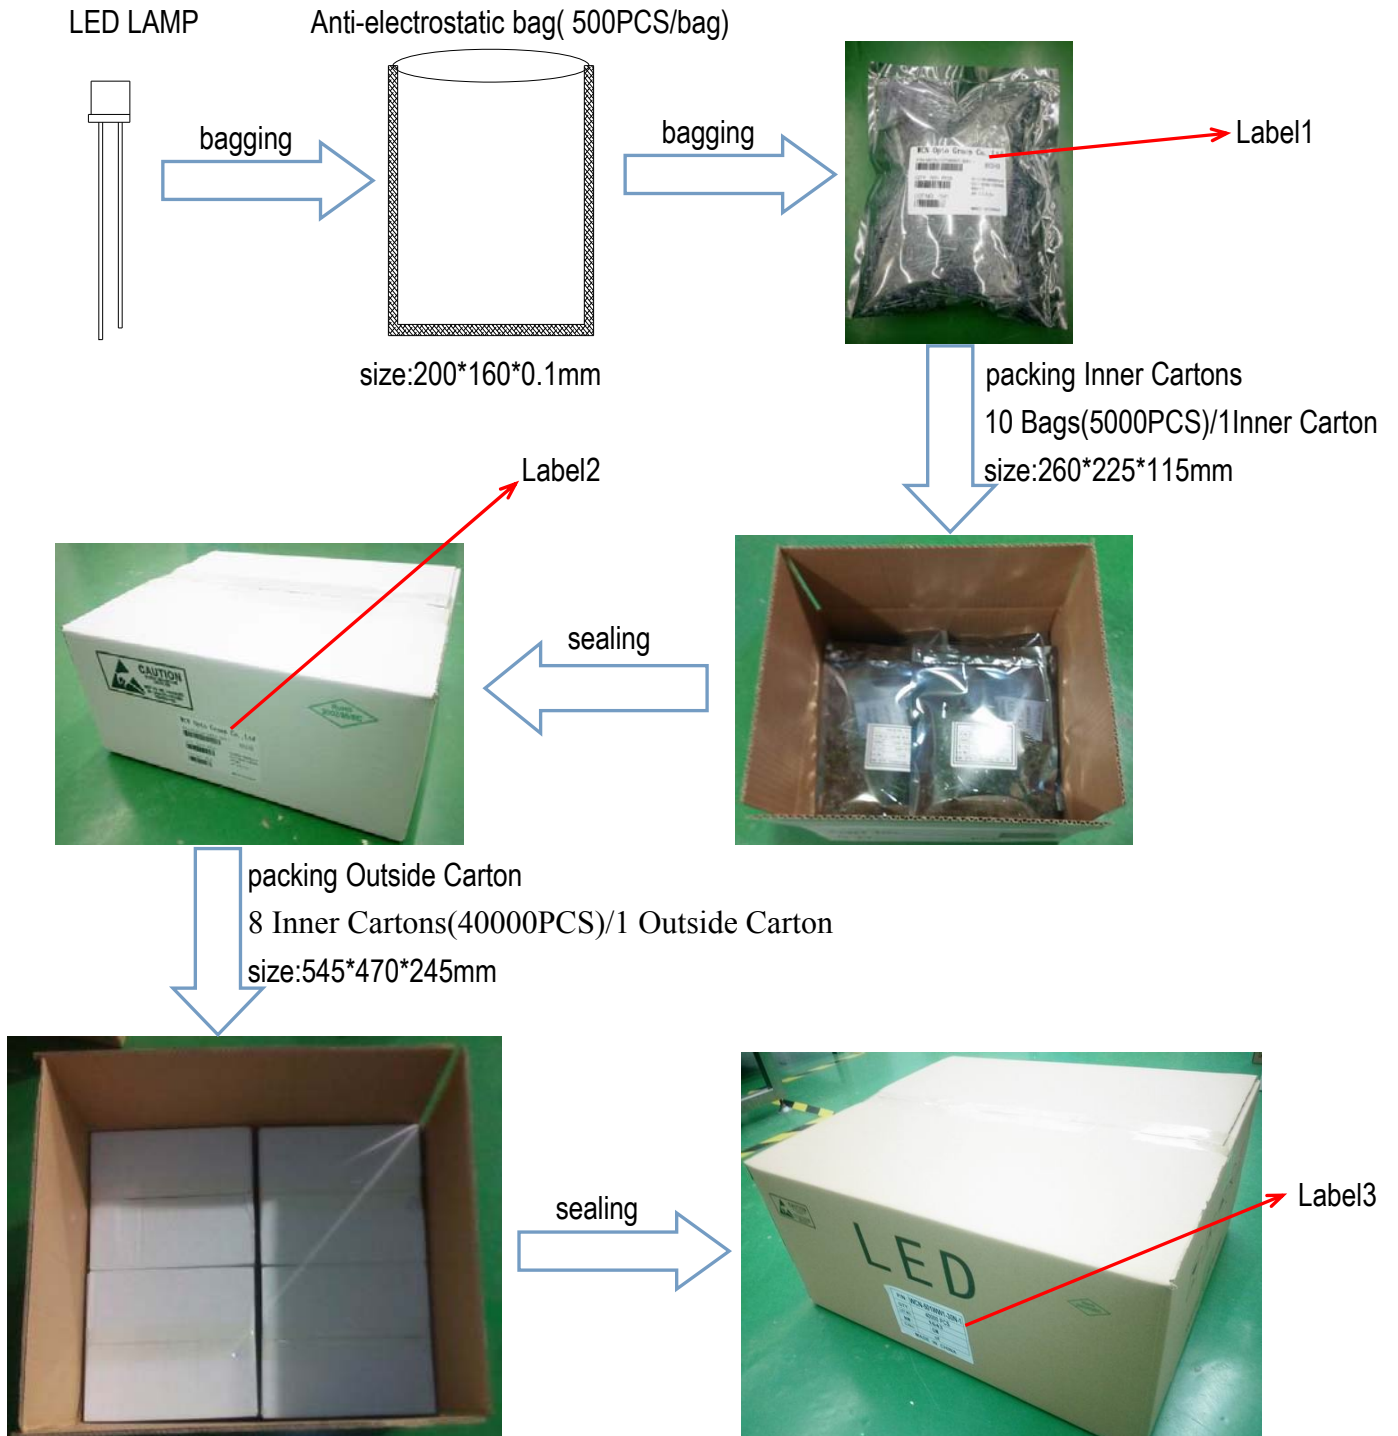 LED LAMP
Anti-electrostatic bag( 500PCS/bag)
bagging
bagging
Label1
size:200*160*0.1mm
packing Inner Cartons
10 Bags(5000PCS)/1Inner Carton
size:260*225*115mm
Label2
sealing
CAUTION
packing Outside Carton
8 Inner Cartons(40000PCS)/1 Outside Carton
size:545*470*245mm
sealing
Label3
LED